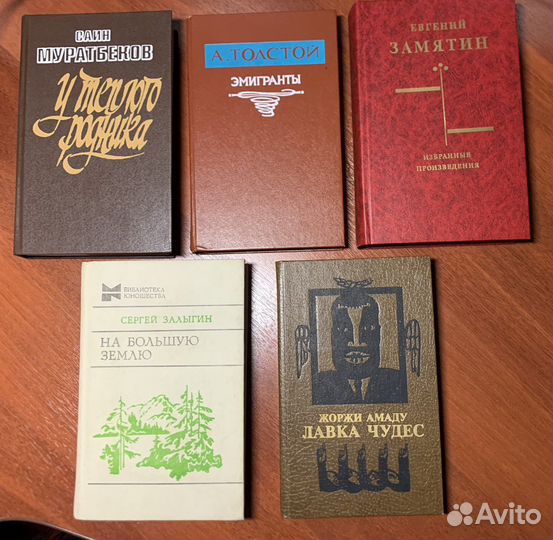 САИН
МУРАТБЕКОВ
У теплого
родника
А.ТОЛСТОЙ
ЭМИГРАНТЫ
ЕВГЕНИЙ
ЗАМЯТИН
ИЗБРАННЫЕ
ПРОИЗВЕДЕНИЯ
БИБЛИОТЕКА
ЮНОШЕСТВА
СЕРГЕЙ ЗАЛЫГИН
НА БОЛЬШУЮ
ЗЕМЛЮ
ЖОРЖИ АМАДУ
ЛАВКА ЧУДЕС
Avito